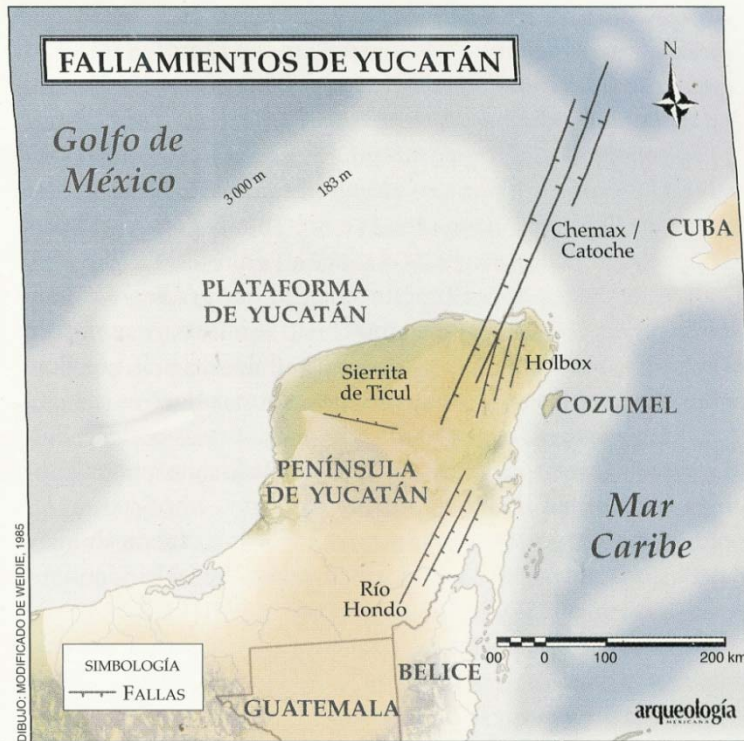 FALLAMIENTOS DE YUCATÁN
N
Golfo de
México
3 000 m
183 m
Chemax /
Catoche
CUBA
PLATAFORMA
DE YUCATÁN
Sierrita
de Ticul
Holbox
COZUMEL
PENÍNSULA
DE YUCATÁN
Mar
Caribe
Río
Hondo
00 0 100 200 km
SIMBOLOGÍA
FALLAS
BELICE
GUATEMALA
arqueología
MEXICANA
DIBUJO: MODIFICADO DE WEIDIE, 1985